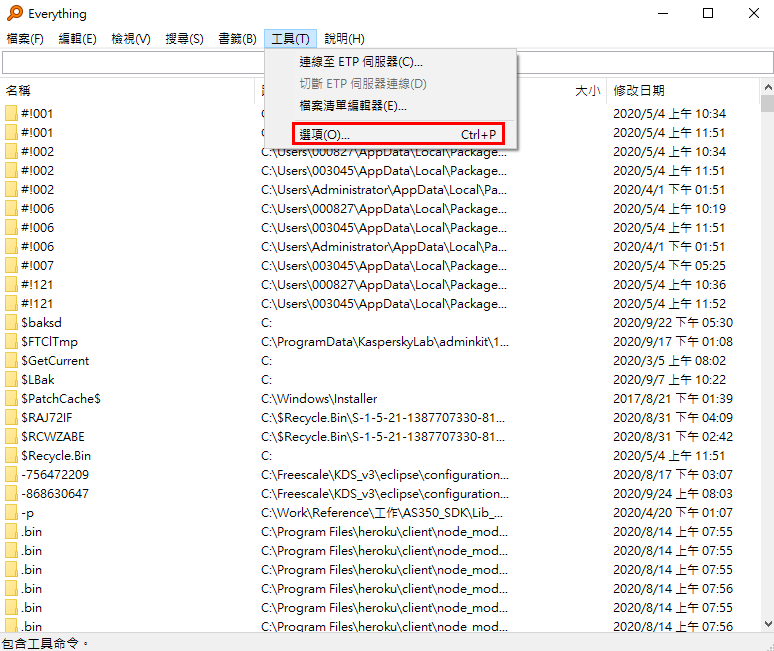 Everything
檔案(F) 編輯(E) 檢視(V) 搜尋(S) 書籤(B) 工具(T) 說明(H)
連線至 ETP 伺服器(C)...
切斷 ETP 伺服器連線(D)
檔案清單編輯器(E)...
選項(O)... Ctrl+P
名稱 大小 修改日期
#!001 2020/5/4 上午 10:34
#!001 2020/5/4 上午 11:51
#!002 C:\Users\000827\AppData\Local\Package... 2020/5/4 上午 10:34
#!002 C:\Users\003045\AppData\Local\Package... 2020/5/4 上午 11:51
#!002 C:\Users\Administrator\AppData\Local\Pa... 2020/4/1 下午 01:51
#!006 C:\Users\000827\AppData\Local\Package... 2020/5/4 上午 10:19
#!006 C:\Users\003045\AppData\Local\Package... 2020/5/4 上午 11:51
#!006 C:\Users\Administrator\AppData\Local\Pa... 2020/4/1 下午 01:51
#!007 C:\Users\003045\AppData\Local\Package... 2020/5/4 下午 05:25
#!121 C:\Users\000827\AppData\Local\Package... 2020/5/4 上午 10:36
#!121 C:\Users\003045\AppData\Local\Package... 2020/5/4 上午 11:52
$baksd C: 2020/9/22 下午 05:30
$FTClTmp C:\ProgramData\KasperskyLab\adminkit\1... 2020/9/17 下午 01:08
$GetCurrent C: 2020/3/5 上午 08:02
$LBak C: 2020/9/7 上午 10:22
$PatchCache$ C:\Windows\Installer 2017/8/21 下午 01:39
$RAJ72IF C:\$Recycle.Bin\S-1-5-21-1387707330-81... 2020/8/31 下午 04:09
$RCWZABE C:\$Recycle.Bin\S-1-5-21-1387707330-81... 2020/8/31 下午 02:42
$Recycle.Bin C: 2020/5/4 上午 11:51
-756472209 C:\Freescale\KDS_v3\eclipse\configuration... 2020/8/17 下午 03:07
-868630647 C:\Freescale\KDS_v3\eclipse\configuration... 2020/9/24 上午 08:03
-p C:\Work\Reference\工作\AS350_SDK\Lib_... 2020/4/20 下午 01:07
.bin C:\Program Files\heroku\client\node_mod... 2020/8/14 上午 07:55
.bin C:\Program Files\heroku\client\node_mod... 2020/8/14 上午 07:55
.bin C:\Program Files\heroku\client\node_mod... 2020/8/14 上午 07:55
.bin C:\Program Files\heroku\client\node_mod... 2020/8/14 上午 07:56
.bin C:\Program Files\heroku\client\node_mod... 2020/8/14 上午 07:55
.bin C:\Program Files\heroku\client\node_mod... 2020/8/14 上午 07:56
包含工具命令。